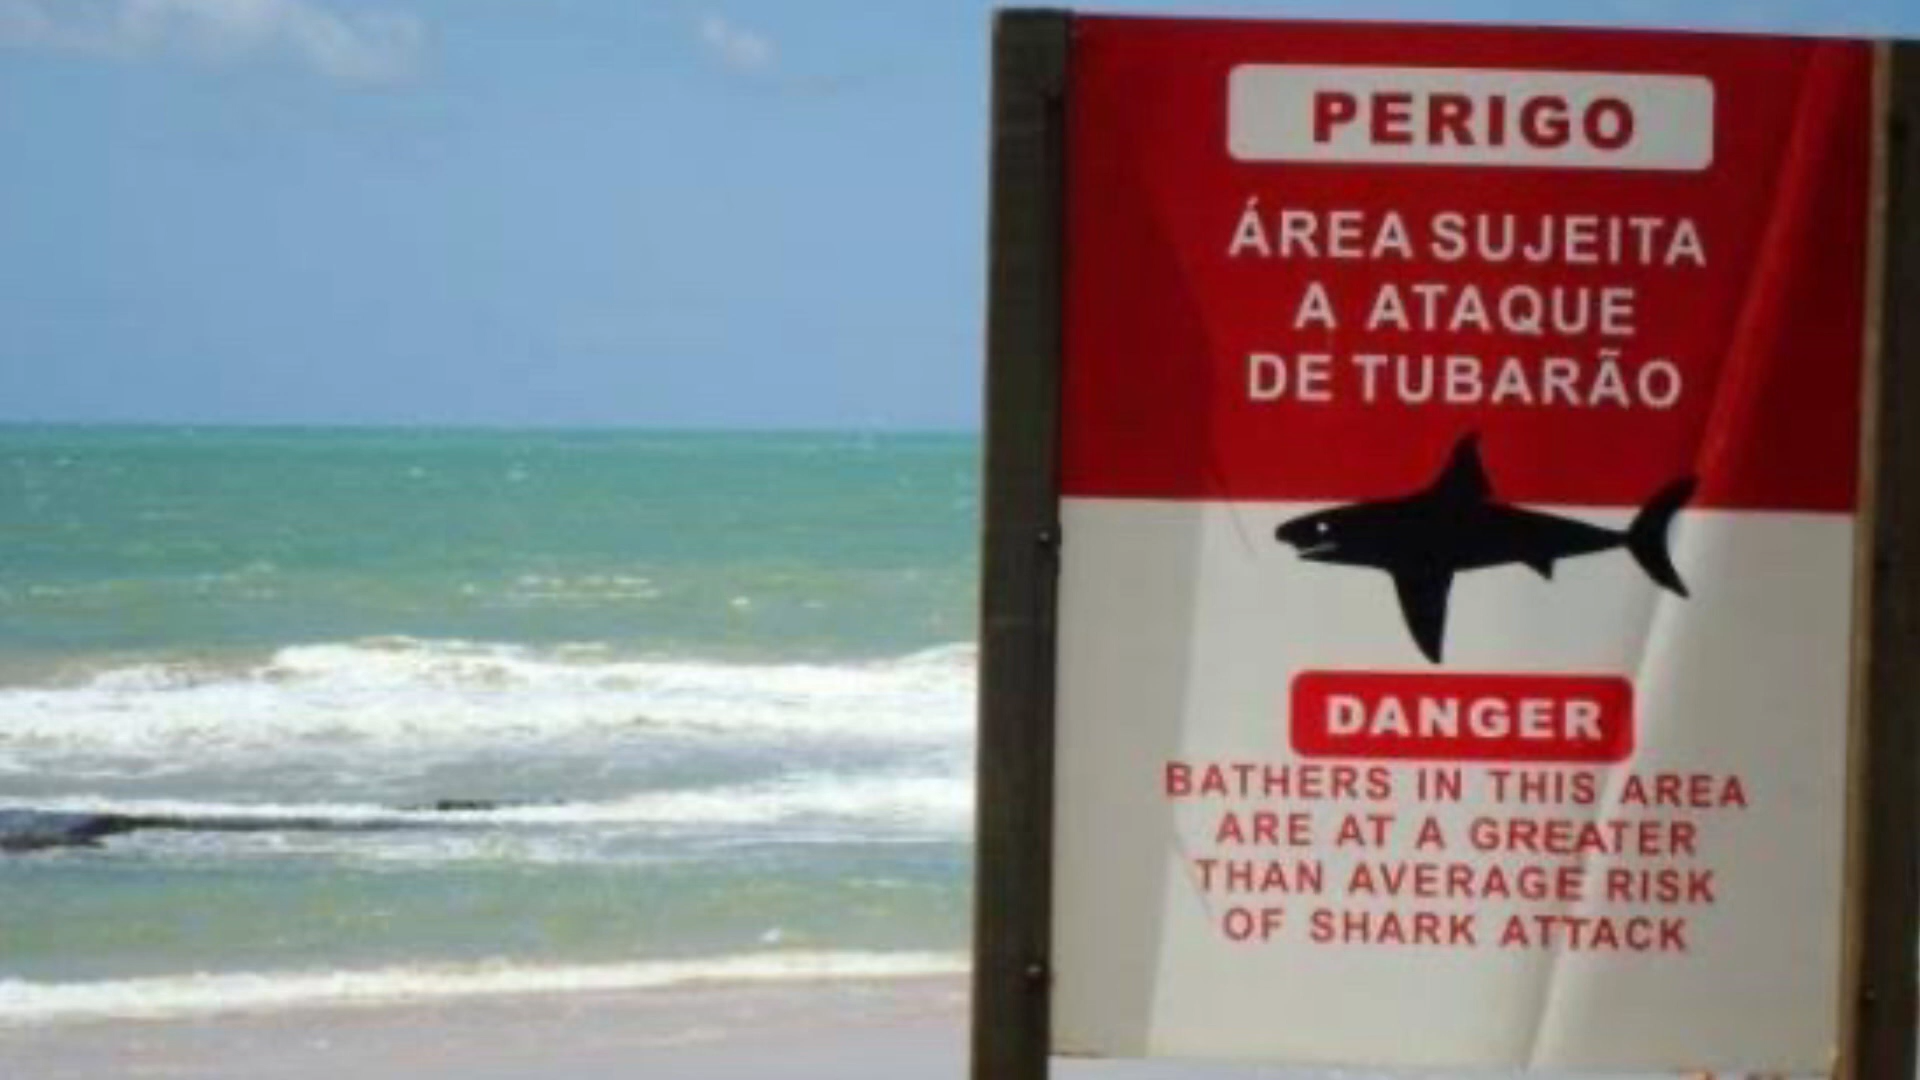 PERIGO
ÁREA SUJEITA
A ATAQUE
DE TUBARÃO
DANGER
BATHERS IN THIS AREA
ARE AT A GREATER
THAN AVERAGE RISK
OF SHARK ATTACK